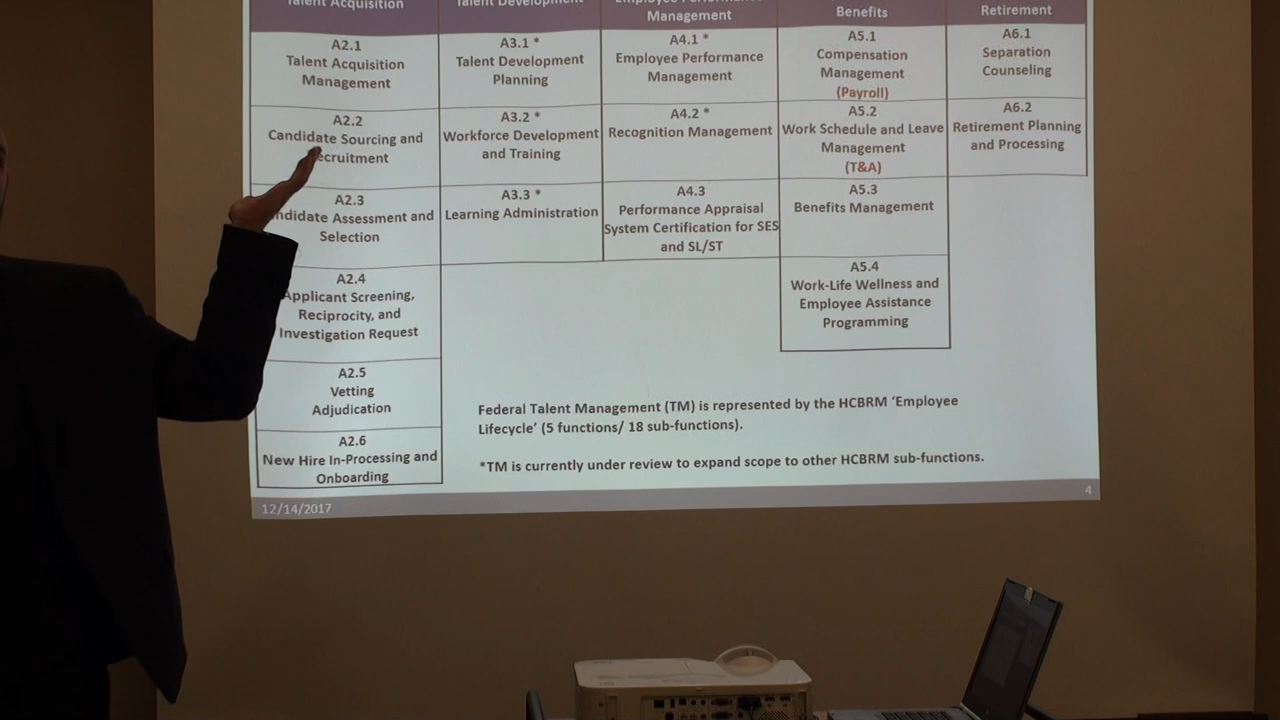 Talent Acquisition
Talent Development
Management
Benefits
Retirement
A2.1
Talent Acquisition
Management
A3.1 *
Talent Development
Planning
A4.1 *
Employee Performance
Management
A5.1
Compensation
Management
(Payroll)
A6.1
Separation
Counseling
A2.2
Candidate Sourcing and
ecruitment
A3.2 *
Workforce Development
and Training
A4.2 *
Recognition Management
A5.2
Work Schedule and Leave
Management
(T&A)
A6.2
Retirement Planning
and Processing
A2.3
ndidate Assessment and
Selection
A3.3 *
Learning Administration
A4.3
Performance Appraisal
System Certification for SES
and SL/ST
A5.3
Benefits Management
A2.4
Applicant Screening,
Reciprocity, and
Investigation Request
A5.4
Work-Life Wellness and
Employee Assistance
Programming
A2.5
Vetting
Adjudication
A2.6
New Hire In-Processing and
Onboarding
Federal Talent Management (TM) is represented by the HCBRM ‘Employee
Lifecycle’ (5 functions/ 18 sub-functions).
*TM is currently under review to expand scope to other HCBRM sub-functions.
12/14/2017
4